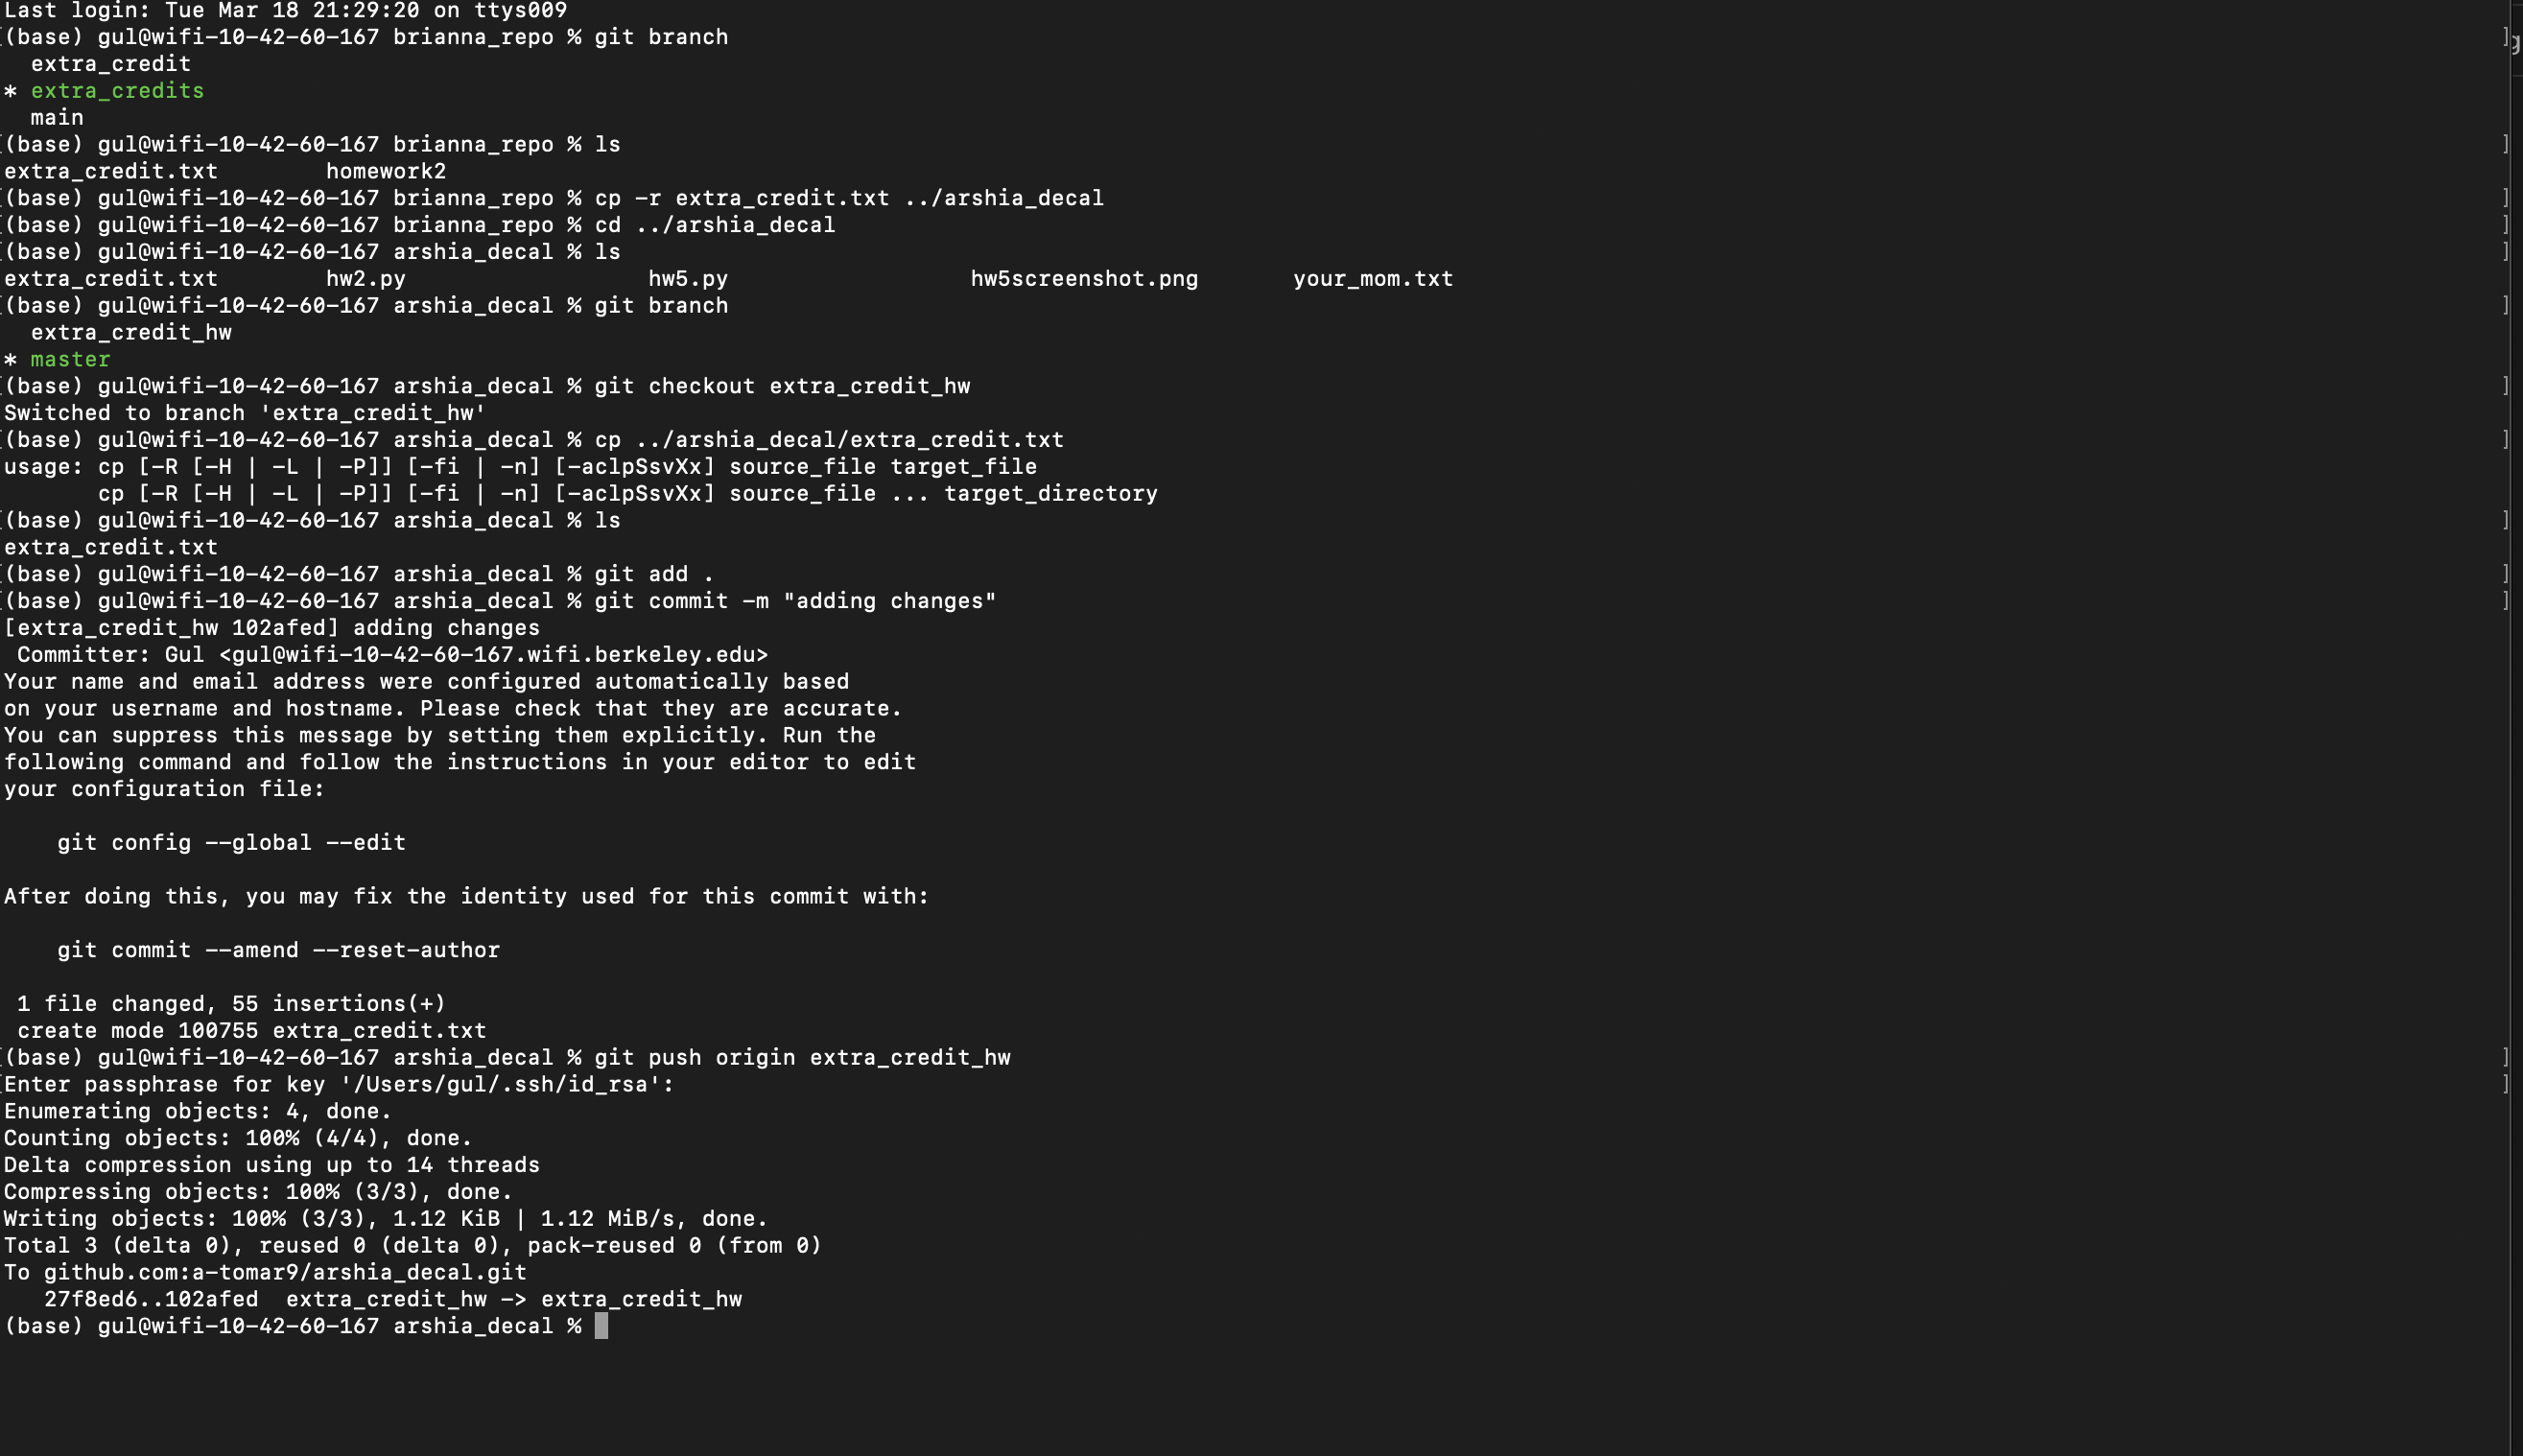 Last login: Tue Mar 18 21:29:20 on ttys009
(base) gul@wifi-10-42-60-167 brianna_repo % git branch
  extra_credit
* extra_credits
  main
(base) gul@wifi-10-42-60-167 brianna_repo % ls
extra_credit.txt        homework2
(base) gul@wifi-10-42-60-167 brianna_repo % cp -r extra_credit.txt ../arshia_decal
(base) gul@wifi-10-42-60-167 brianna_repo % cd ../arshia_decal
(base) gul@wifi-10-42-60-167 arshia_decal % ls
extra_credit.txt        hw2.py                  hw5.py                  hw5screenshot.png       your_mom.txt
(base) gul@wifi-10-42-60-167 arshia_decal % git branch
  extra_credit_hw
* master
(base) gul@wifi-10-42-60-167 arshia_decal % git checkout extra_credit_hw
Switched to branch 'extra_credit_hw'
(base) gul@wifi-10-42-60-167 arshia_decal % cp ../arshia_decal/extra_credit.txt
usage: cp [-R [-H | -L | -P]] [-fi | -n] [-aclpSsvXx] source_file target_file
       cp [-R [-H | -L | -P]] [-fi | -n] [-aclpSsvXx] source_file ... target_directory
(base) gul@wifi-10-42-60-167 arshia_decal % ls
extra_credit.txt
(base) gul@wifi-10-42-60-167 arshia_decal % git add .
(base) gul@wifi-10-42-60-167 arshia_decal % git commit -m "adding changes"
[extra_credit_hw 102afed] adding changes
 Committer: Gul <gul@wifi-10-42-60-167.wifi.berkeley.edu>
Your name and email address were configured automatically based
on your username and hostname. Please check that they are accurate.
You can suppress this message by setting them explicitly. Run the
following command and follow the instructions in your editor to edit
your configuration file:

    git config --global --edit

After doing this, you may fix the identity used for this commit with:

    git commit --amend --reset-author

 1 file changed, 55 insertions(+)
 create mode 100755 extra_credit.txt
(base) gul@wifi-10-42-60-167 arshia_decal % git push origin extra_credit_hw
Enter passphrase for key '/Users/gul/.ssh/id_rsa':
Enumerating objects: 4, done.
Counting objects: 100% (4/4), done.
Delta compression using up to 14 threads
Compressing objects: 100% (3/3), done.
Writing objects: 100% (3/3), 1.12 KiB | 1.12 MiB/s, done.
Total 3 (delta 0), reused 0 (delta 0), pack-reused 0 (from 0)
To github.com:a-tomar9/arshia_decal.git
   27f8ed6..102afed  extra_credit_hw -> extra_credit_hw
(base) gul@wifi-10-42-60-167 arshia_decal %